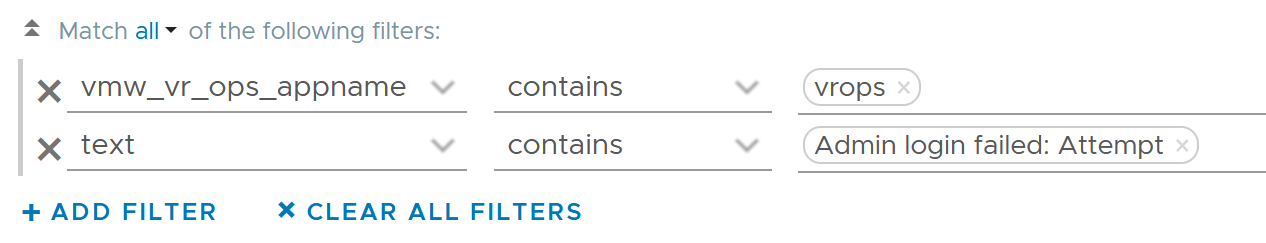 Match all of the following filters:
vmw_vr_ops_appname contains vrops ×
text contains Admin login failed: Attempt ×
+ ADD FILTER × CLEAR ALL FILTERS